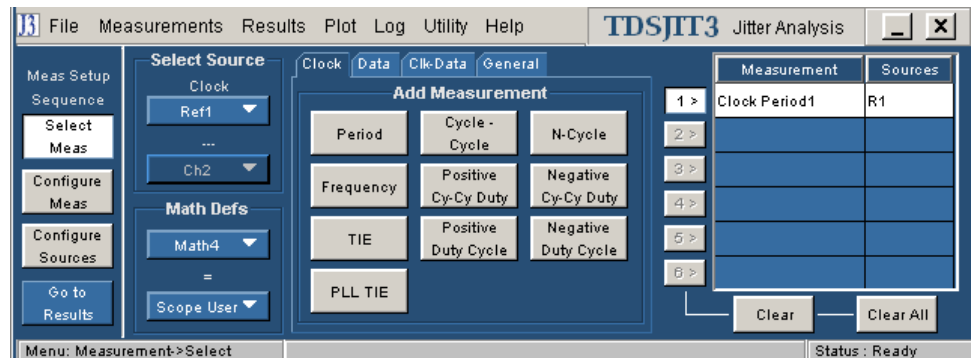 J3 File Measurements Results Plot Log Utility Help TDSJIT3 Jitter Analysis
Meas Setup
Sequence
Select
Meas
Configure
Meas
Configure
Sources
Go to
Results
Select Source
Clock
Ref1
...
Ch2
Math Defs
Math4
=
Scope User
Clock Data Clk-Data General
Add Measurement
Period
Cycle -
Cycle
N-Cycle
Frequency
Positive
Cy-Cy Duty
Negative
Cy-Cy Duty
TIE
Positive
Duty Cycle
Negative
Duty Cycle
PLL TIE
Measurement Sources
1 > Clock Period1 R1
2 >
3 >
4 >
5 >
6 >
Clear Clear All
Menu: Measurement->Select Status : Ready